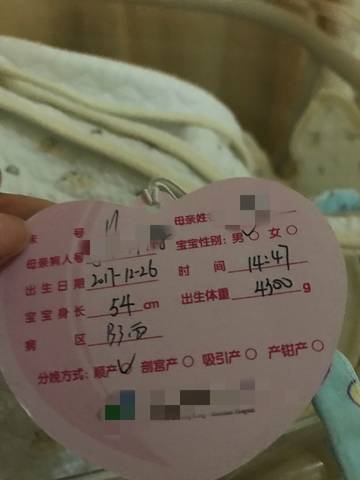 床 号 11 母亲姓
母亲病人号 宝宝性别：男✓○ 女○
出生日期 2017-12-26 时 间 14:47
宝宝身长 54 cm 出生体重 4300 g
病 区 B3西
分娩方式：顺产✓ 剖宫产○ 吸引产○ 产钳产○